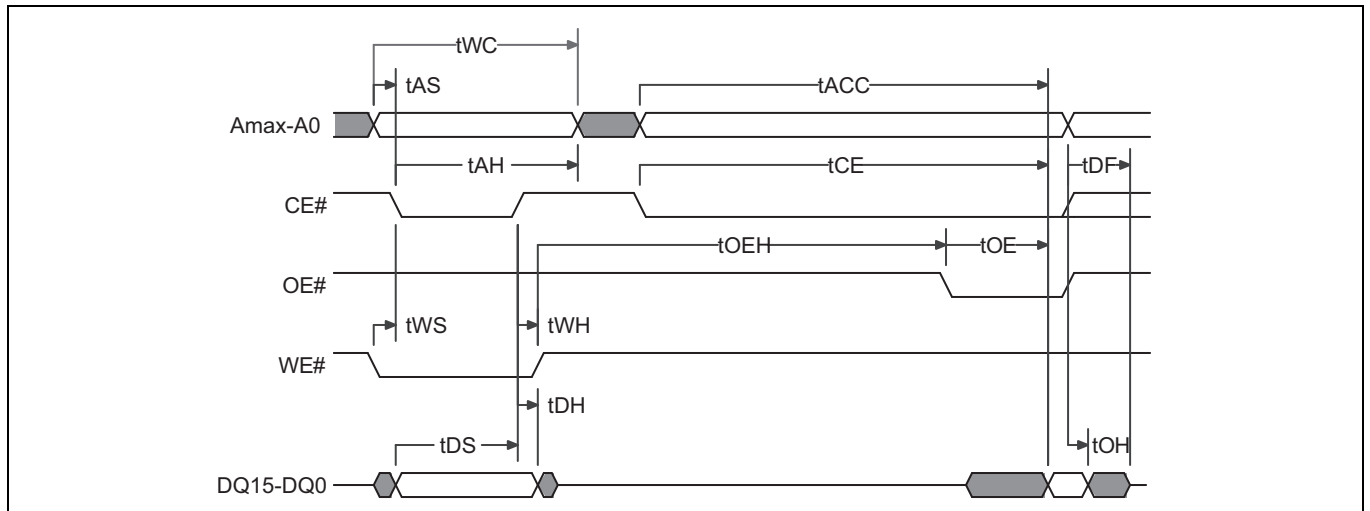 tWC
tAS
tACC
Amax-A0
tAH
tCE
tDF
CE#
tOEH
tOE
OE#
tWS
tWH
WE#
tDH
tDS
tOH
DQ15-DQ0